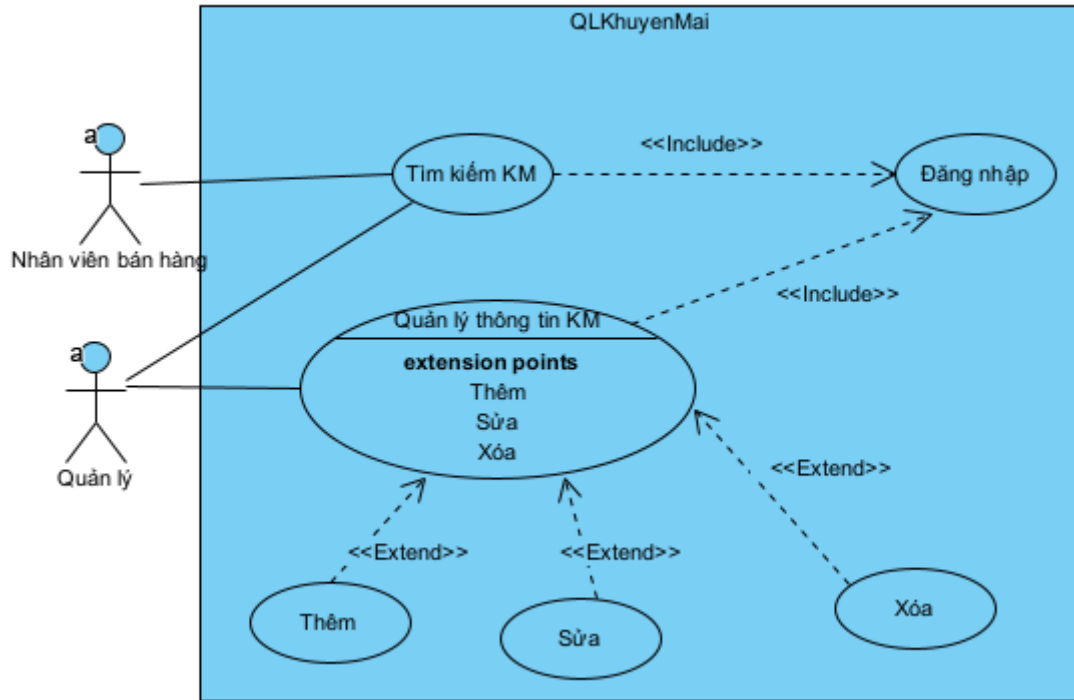 QLKhuyenMai
a
Nhân viên bán hàng
Tìm kiếm KM
<<Include>>
Đăng nhập
<<Include>>
a
Quản lý
Quản lý thông tin KM
extension points
Thêm
Sửa
Xóa
<<Extend>>
<<Extend>>
<<Extend>>
Thêm
Sửa
Xóa